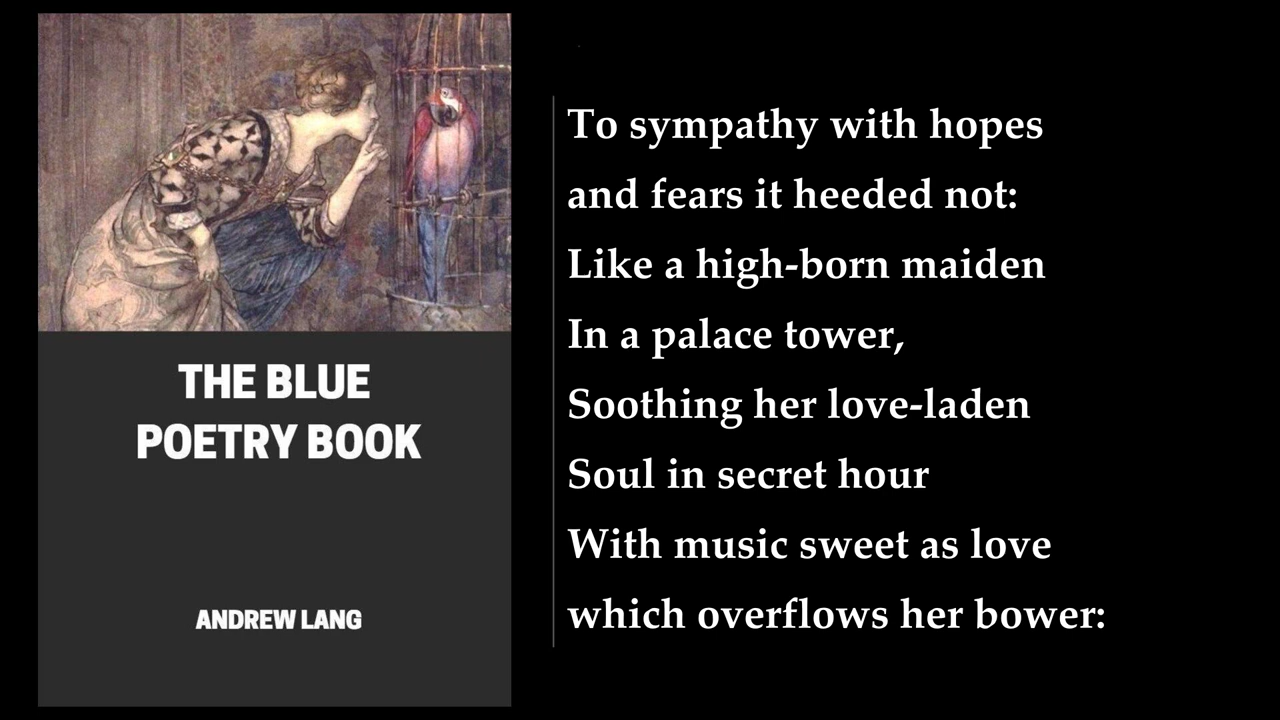 THE BLUE
POETRY BOOK
ANDREW LANG
To sympathy with hopes
and fears it heeded not:
Like a high-born maiden
In a palace tower,
Soothing her love-laden
Soul in secret hour
With music sweet as love
which overflows her bower: